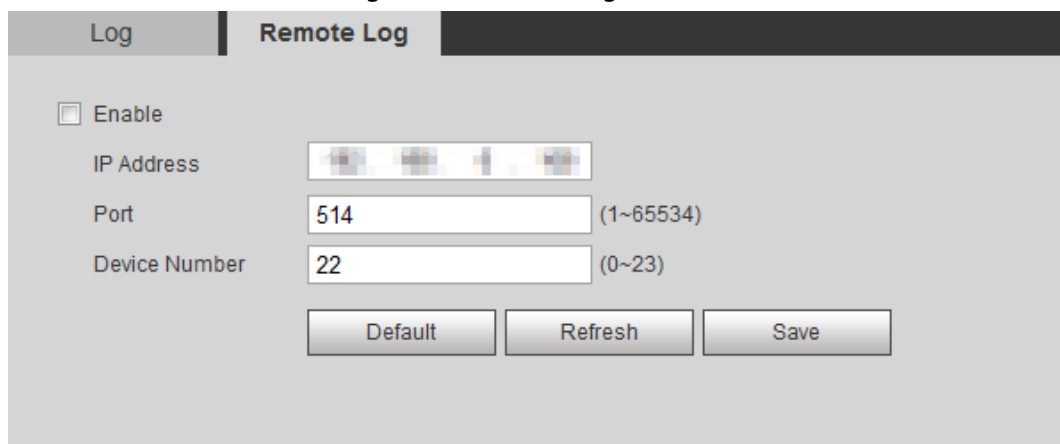 Log Remote Log
Enable
IP Address
Port 514 (1~65534)
Device Number 22 (0~23)
Default Refresh Save